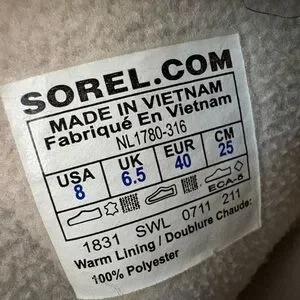 SOREL.COM
MADE IN VIETNAM
Fabriqué En Vietnam
NL1780-316
USA UK EUR CM
8 6.5 40 25
ECA-5
1831 SWL 0711 211
Warm Lining / Doublure Chaude:
100% Polyester